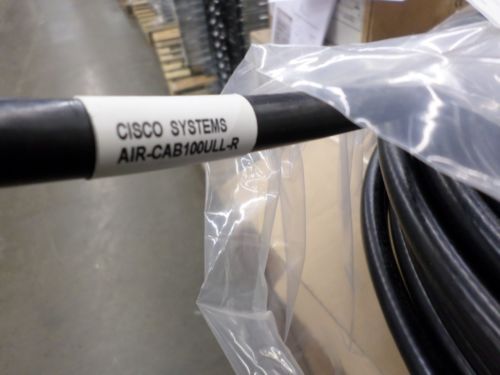 CISCO SYSTEMS
AIR-CAB100ULL-R